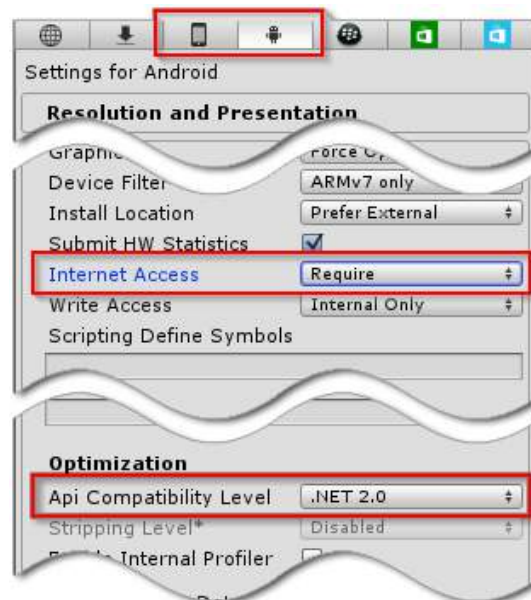 Settings for Android
Resolution and Presentation
Device Filter ARMv7 only
Install Location Prefer External
Submit HW Statistics
Internet Access Require
Write Access Internal Only
Scripting Define Symbols
Optimization
Api Compatibility Level .NET 2.0
Stripping Level* Disabled
Internal Profiler